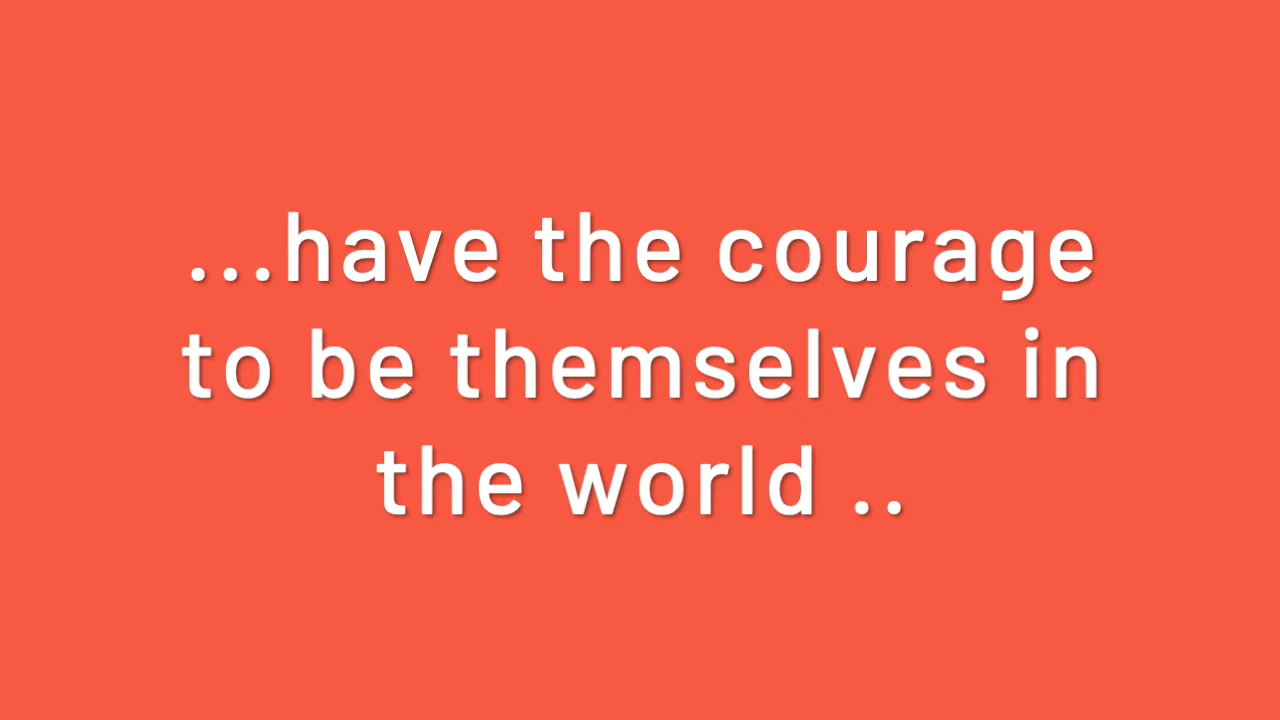 ...have the courage
to be themselves in
the world ..